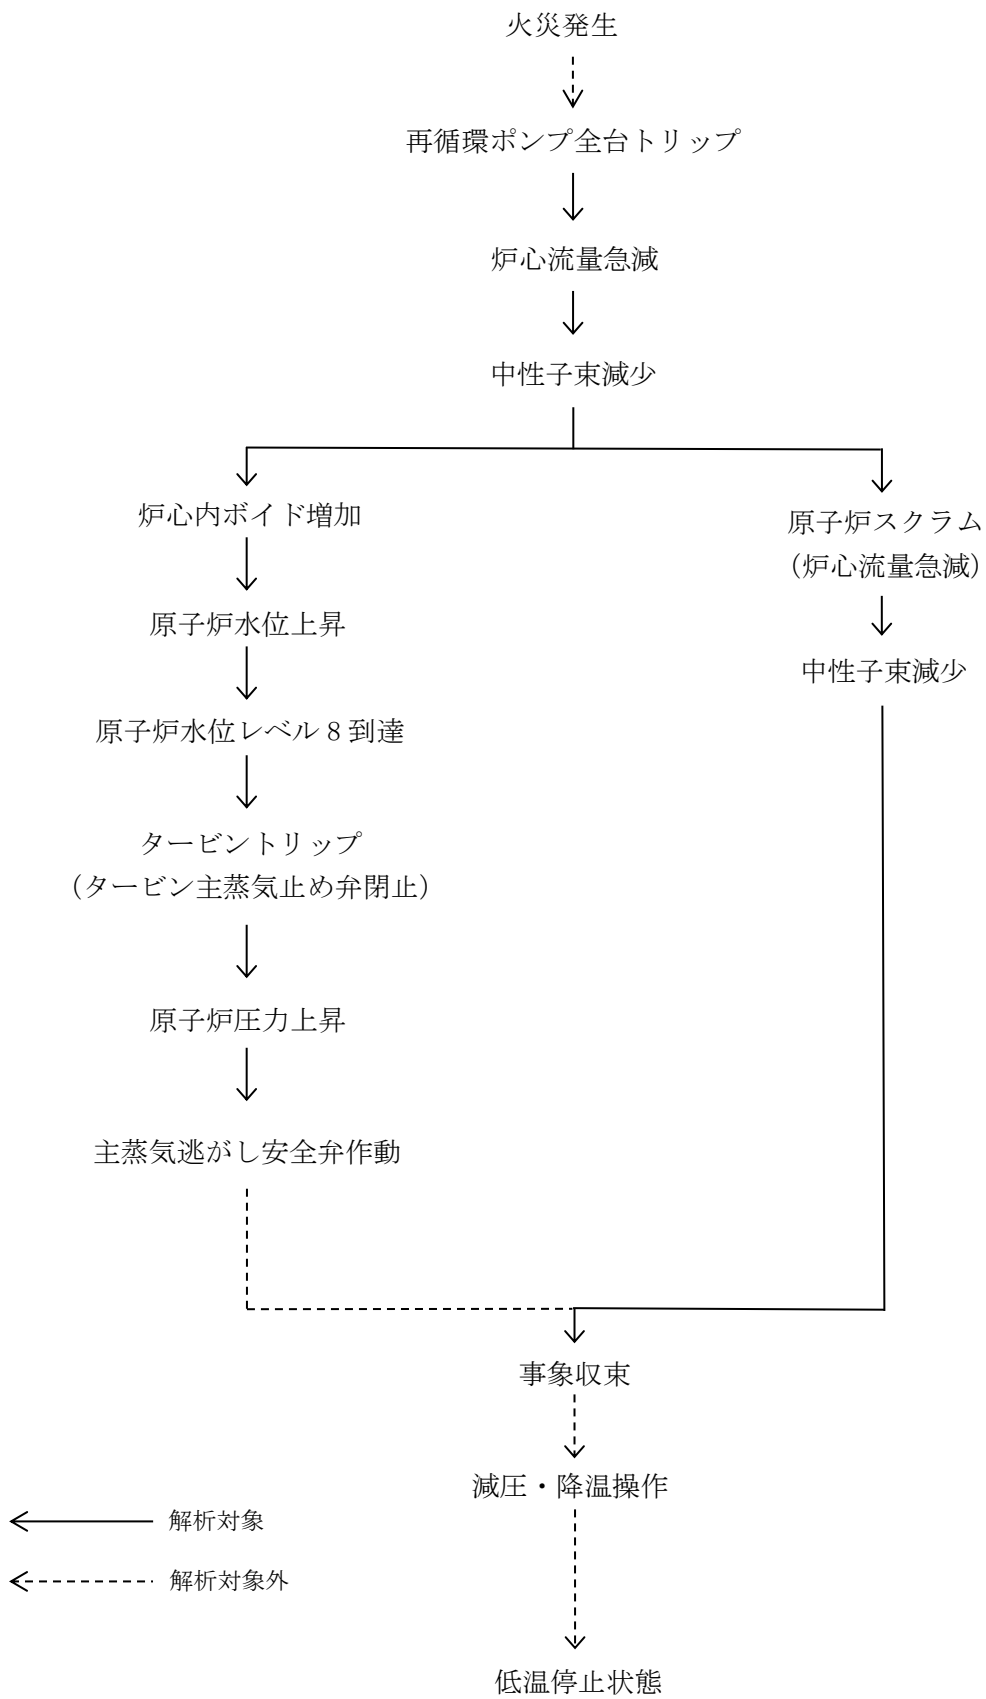 火災発生
再循環ポンプ全台トリップ
炉心流量急減
中性子束減少
炉心内ボイド増加
原子炉水位上昇
原子炉水位レベル８到達
タービントリップ
（タービン主蒸気止め弁閉止）
原子炉圧力上昇
主蒸気逃がし安全弁作動
原子炉スクラム
（炉心流量急減）
中性子束減少
事象収束
減圧・降温操作
低温停止状態
解析対象
解析対象外